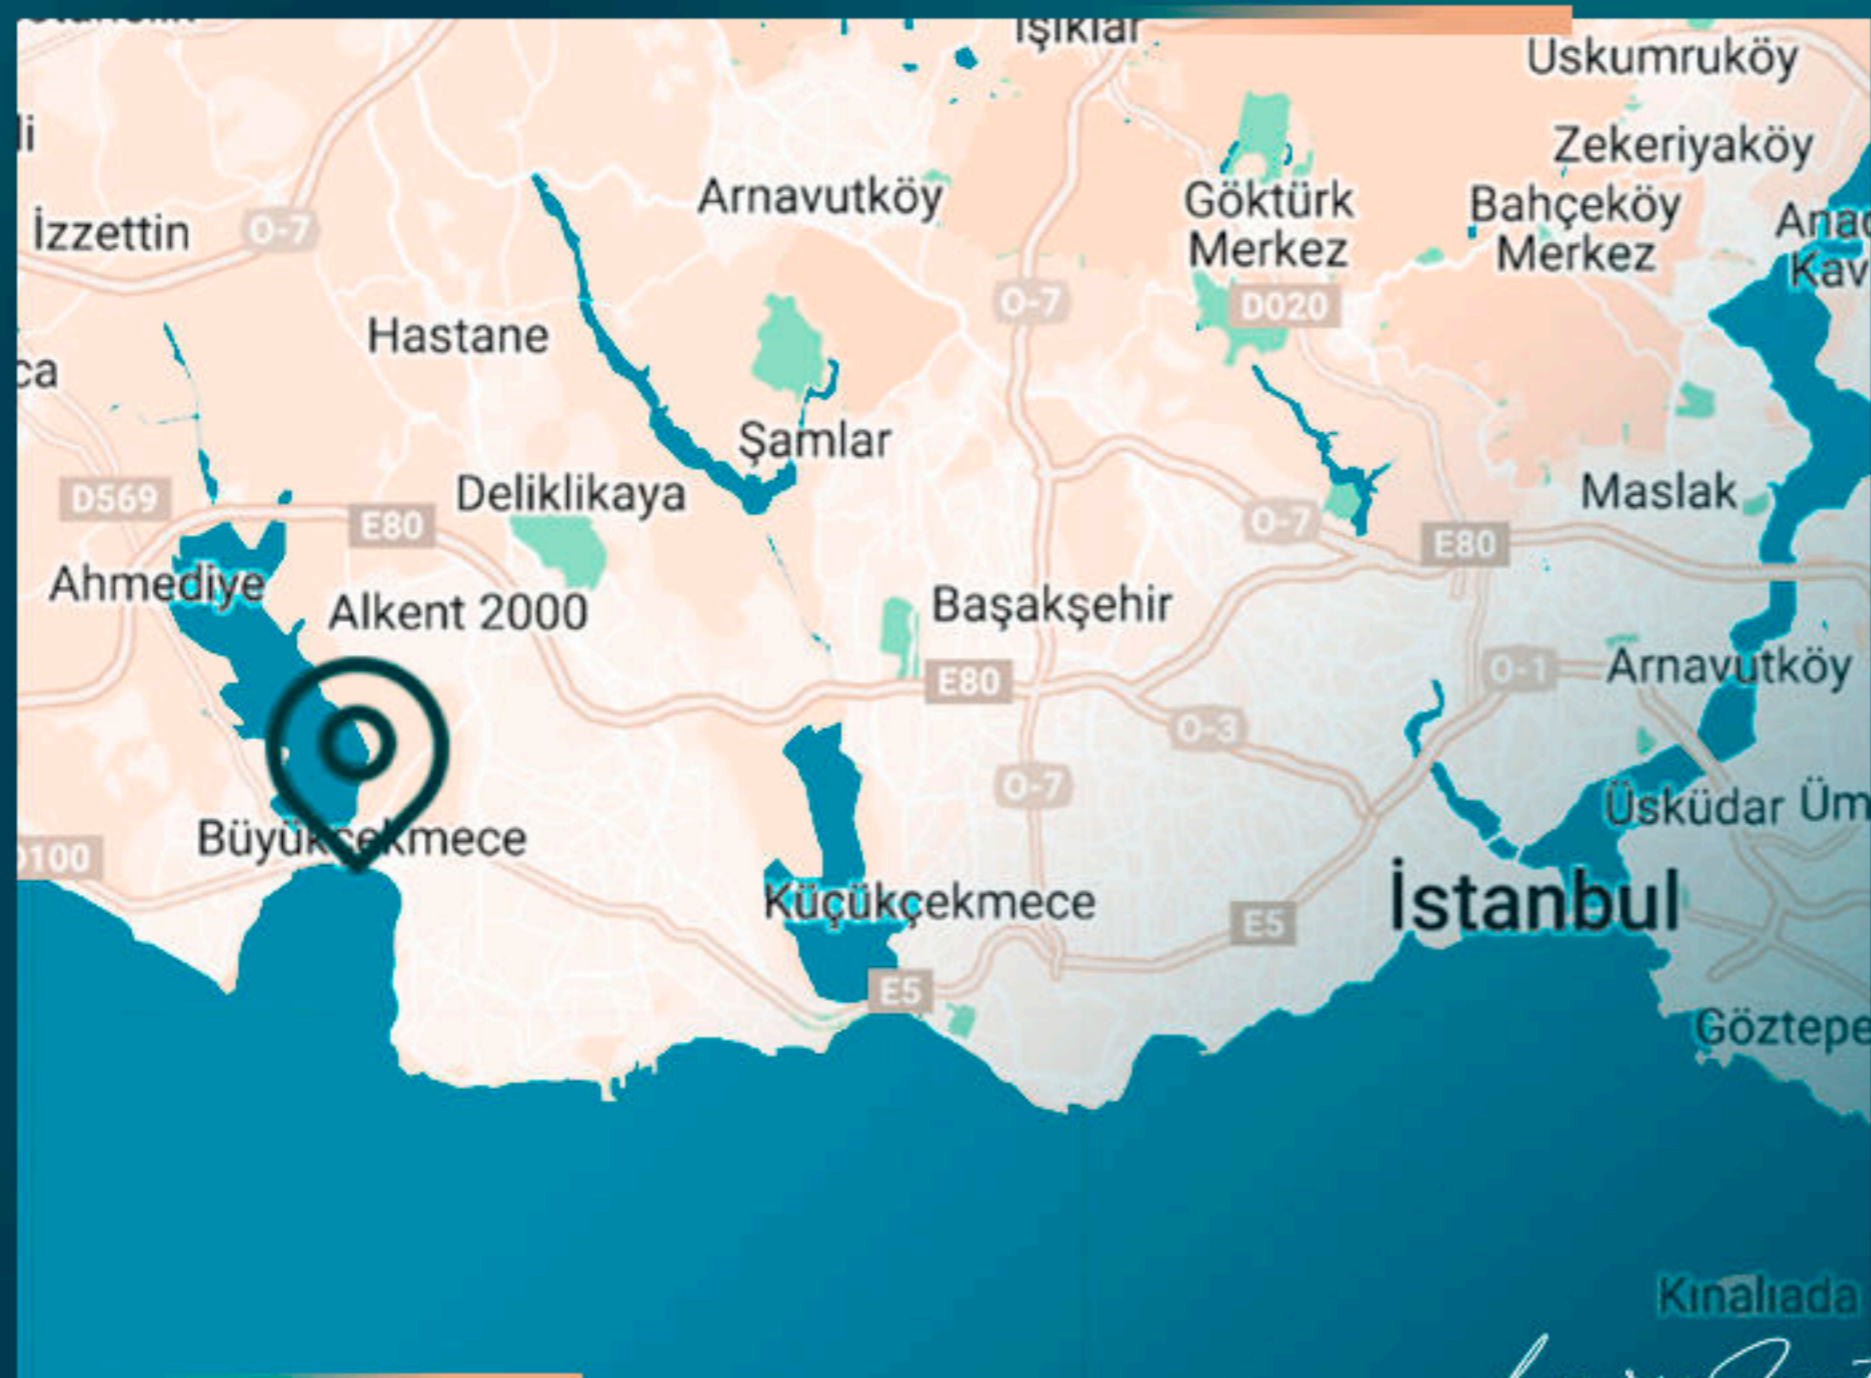 Işıklar
Uskumruköy
Zekeriyaköy
Arnavutköy
Göktürk
Merkez
Bahçeköy
Merkez
İzzettin
O-7
O-7
D020
Hastane
Şamlar
D569
E80
Deliklikaya
O-7
E80
Maslak
Ahmediye
Alkent 2000
Başakşehir
E80
O-1
Arnavutköy
O-3
O-7
Üsküdar
Büyükçekmece
Küçükçekmece
İstanbul
E5
E5
Göztepe
Kınalıada